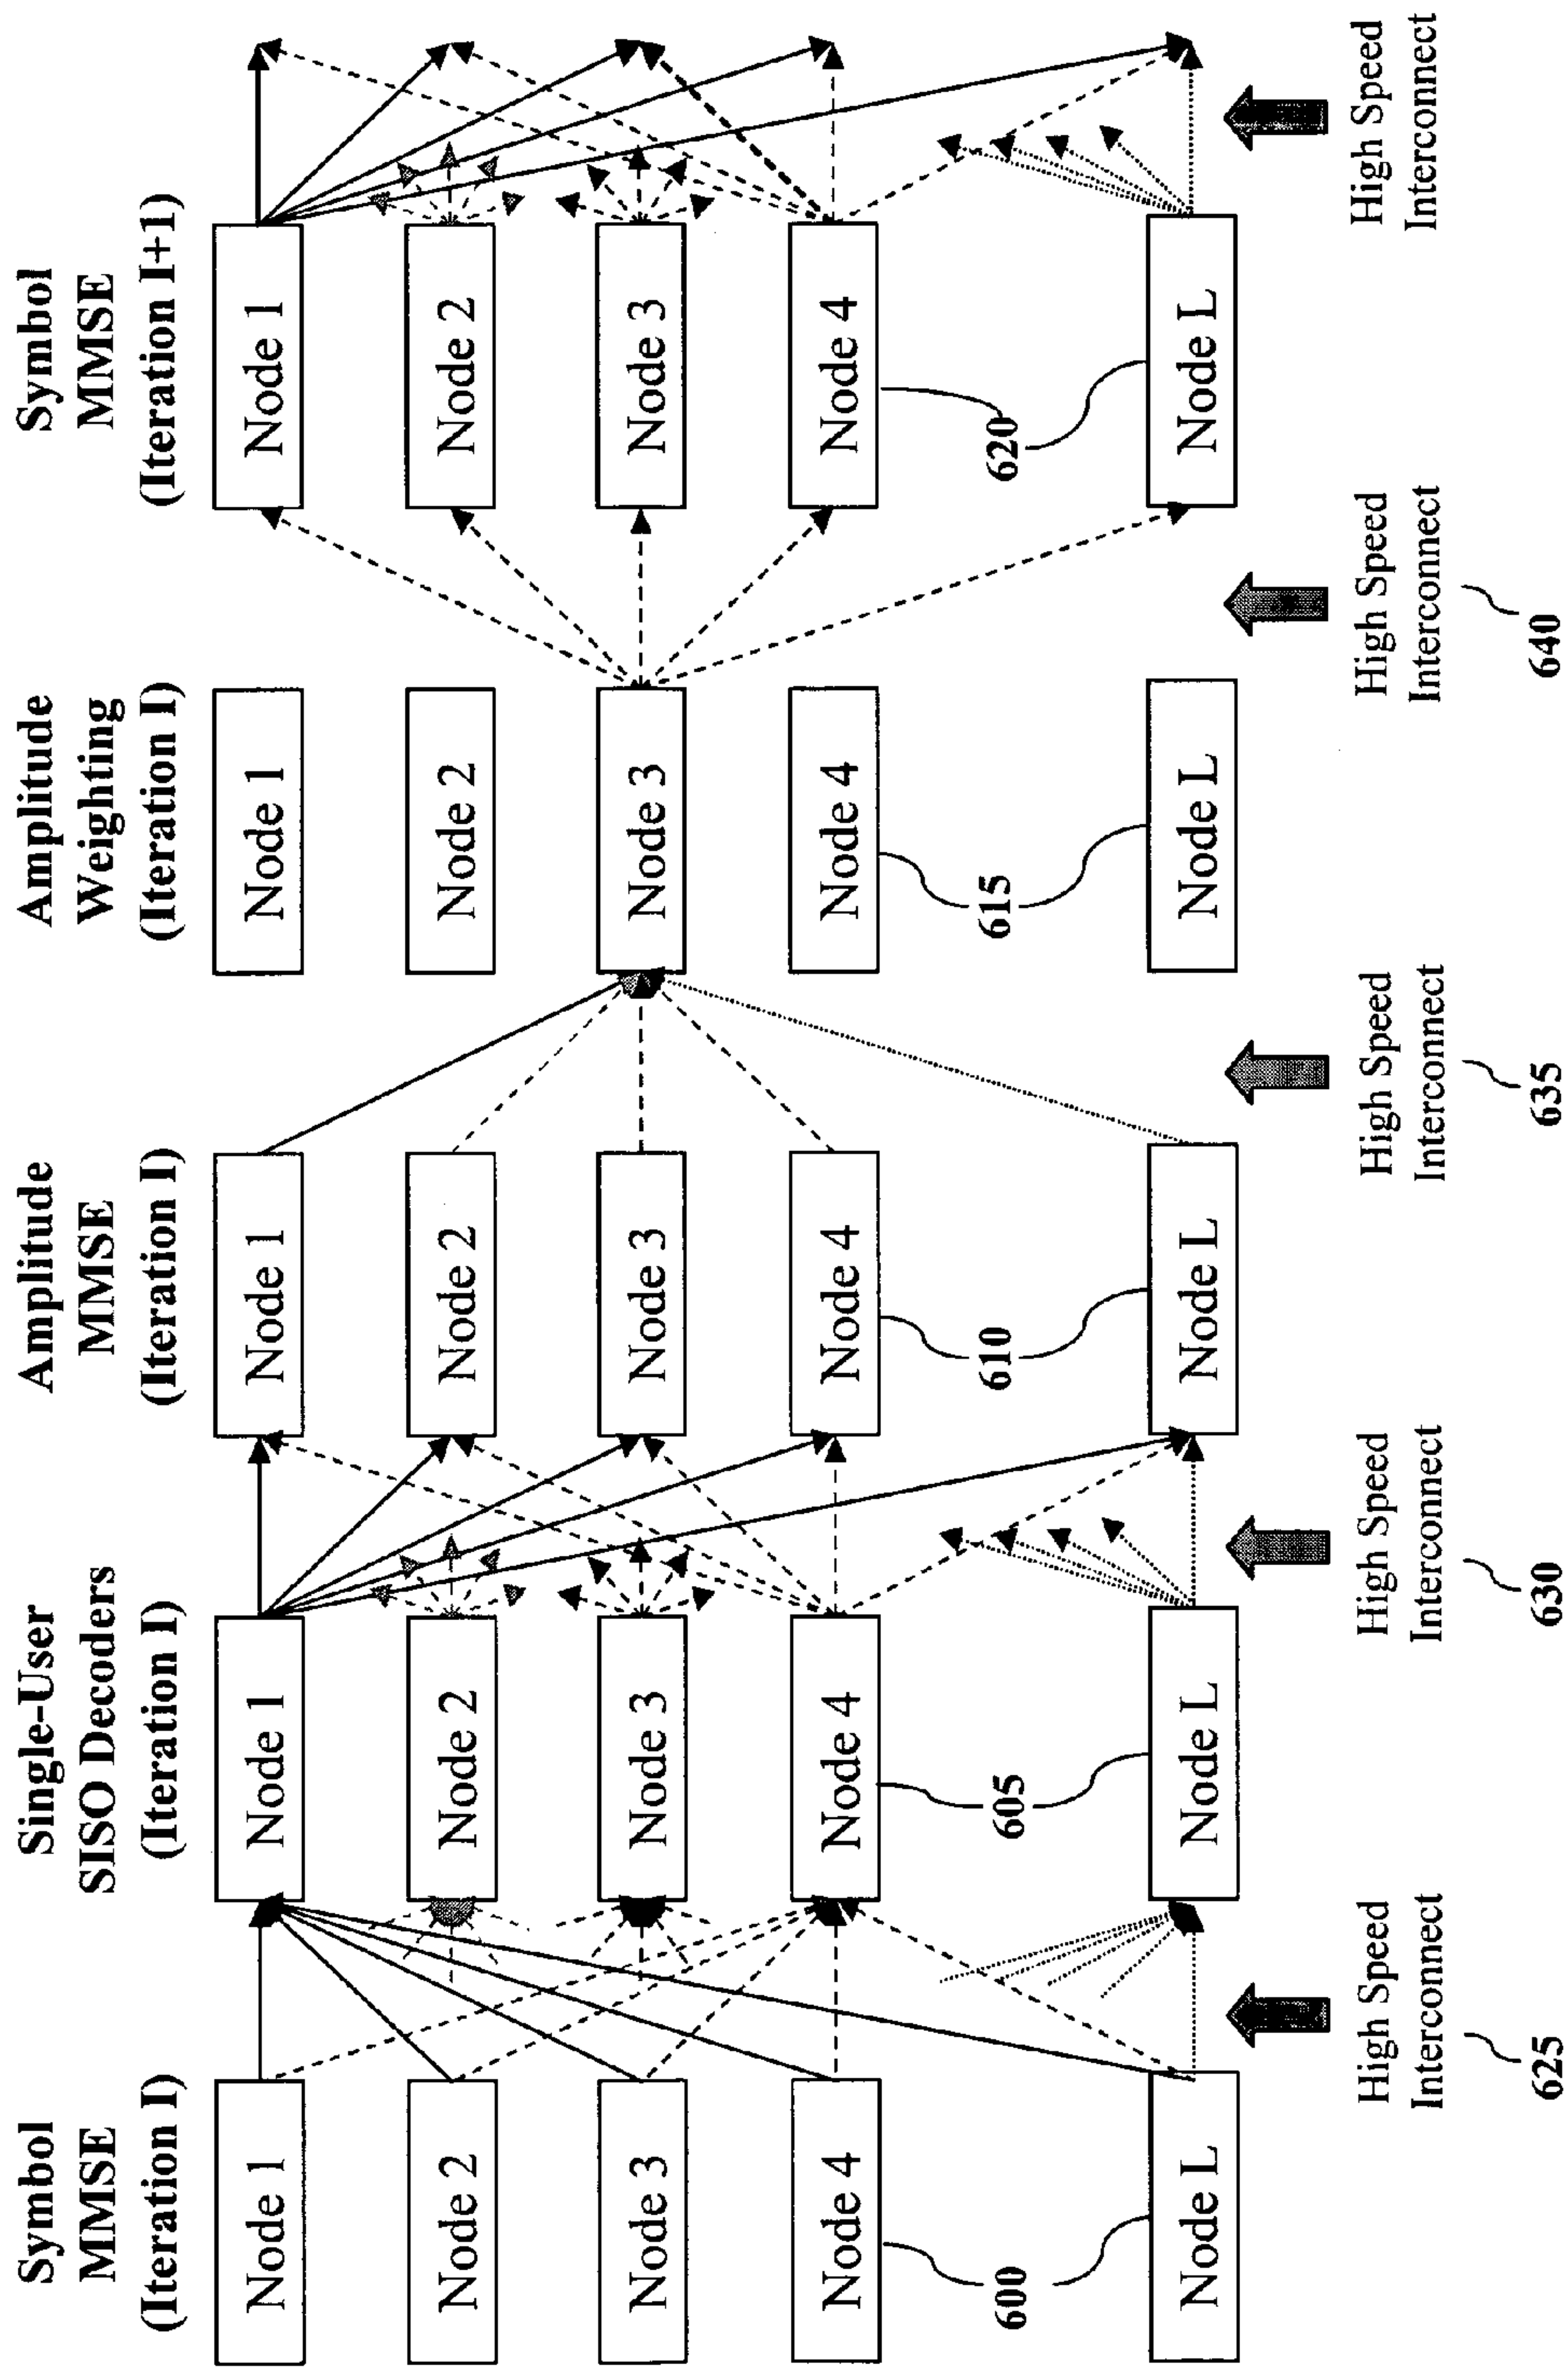 Symbol
MMSE
(Iteration I)
Node 1
Node 2
Node 3
Node 4
600
Node L
High Speed
Interconnect
625
Single-User
SISO Decoders
(Iteration I)
Node 1
Node 2
Node 3
Node 4
605
Node L
High Speed
Interconnect
630
Amplitude
MMSE
(Iteration I)
Node 1
Node 2
Node 3
Node 4
610
Node L
High Speed
Interconnect
635
Amplitude
Weighting
(Iteration I)
Node 1
Node 2
Node 3
Node 4
615
Node L
High Speed
Interconnect
640
Symbol
MMSE
(Iteration I+1)
Node 1
Node 2
Node 3
Node 4
620
Node L
High Speed
Interconnect